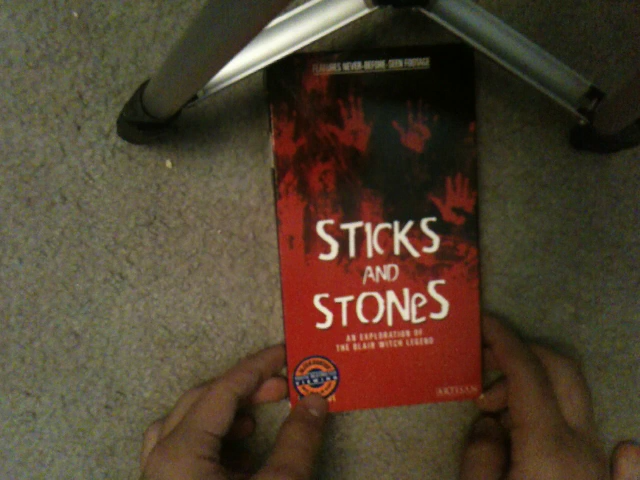 FEATURES NEVER-BEFORE-SEEN FOOTAGE
STICKS
AND
STONeS
AN EXPLORATION OF
THE BLAIR WITCH LEGEND
ARTISAN